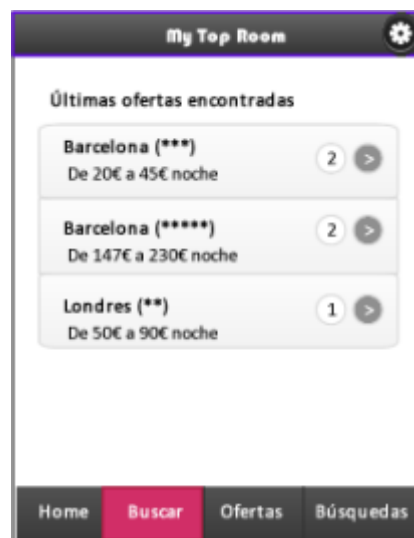 My Top Room
Últimas ofertas encontradas
Barcelona (***)
De 20€ a 45€ noche
2 >
Barcelona (*****)
De 147€ a 230€ noche
2 >
Londres (**)
De 50€ a 90€ noche
1 >
Home Buscar Ofertas Búsquedas